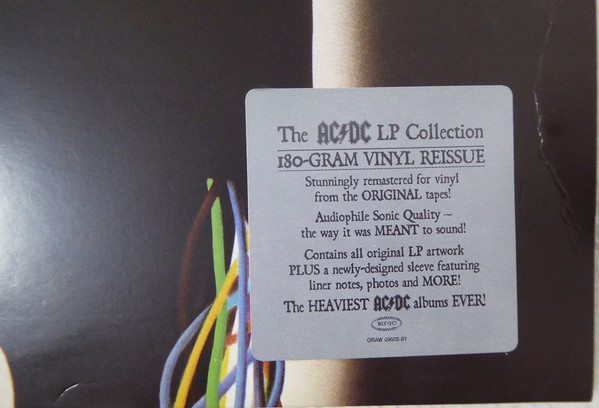 The AC⚡DC LP Collection
180-GRAM VINYL REISSUE
Stunningly remastered for vinyl
from the ORIGINAL tapes!
Audiophile Sonic Quality —
the way it was MEANT to sound!
Contains all original LP artwork
PLUS a newly-designed sleeve featuring
liner notes, photos and MORE!
The HEAVIEST AC⚡DC albums EVER!
EPIC